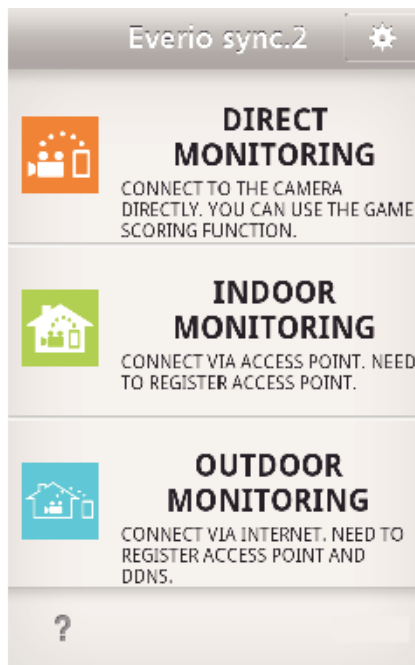 Everio sync.2
DIRECT
MONITORING
CONNECT TO THE CAMERA
DIRECTLY. YOU CAN USE THE GAME
SCORING FUNCTION.
INDOOR
MONITORING
CONNECT VIA ACCESS POINT. NEED
TO REGISTER ACCESS POINT.
OUTDOOR
MONITORING
CONNECT VIA INTERNET. NEED TO
REGISTER ACCESS POINT AND
DDNS.
?